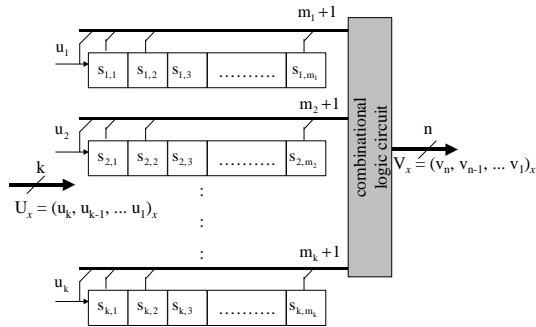 m₁+1
u₁
s₁,₁ s₁,₂ s₁,₃ .......... s₁,m₁
m₂+1
u₂
s₂,₁ s₂,₂ s₂,₃ .......... s₂,m₂
k
Uₓ = (uₖ, uₖ₋₁, ... u₁)ₓ
:
:
:
mₖ+1
uₖ
sₖ,₁ sₖ,₂ sₖ,₃ .......... sₖ,mₖ
combinational
logic circuit
n
Vₓ = (vₙ, vₙ₋₁, ... v₁)ₓ